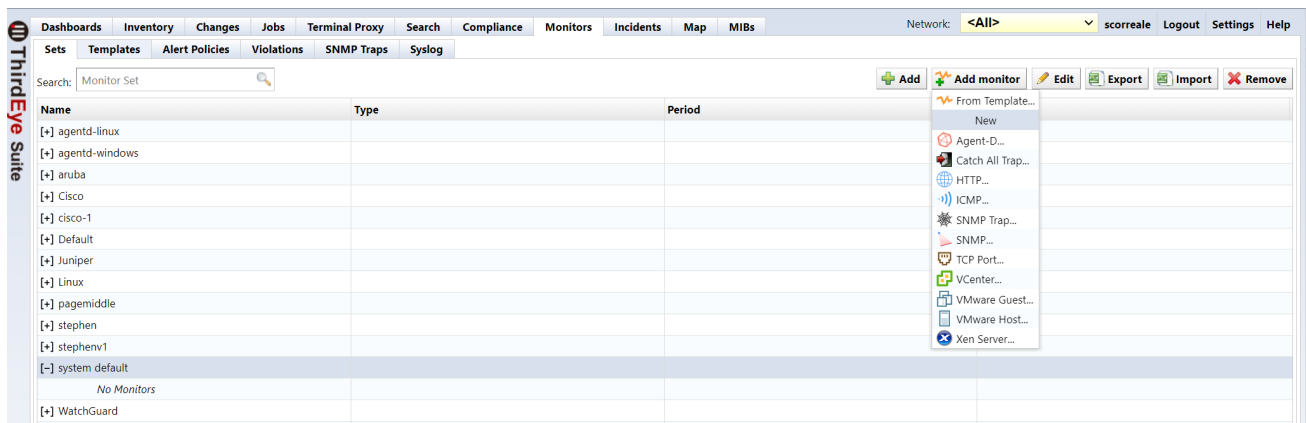 ThirdEye Suite
Dashboards Inventory Changes Jobs Terminal Proxy Search Compliance Monitors Incidents Map MIBs Network: <All> scorreale Logout Settings Help
Sets Templates Alert Policies Violations SNMP Traps Syslog
Search: Monitor Set Add Add monitor Edit Export Import Remove
Name Type Period
From Template...
New
Agent-D...
Catch All Trap...
HTTP...
ICMP...
SNMP Trap...
SNMP...
TCP Port...
VCenter...
VMware Guest...
VMware Host...
Xen Server...
[+] agentd-linux
[+] agentd-windows
[+] aruba
[+] Cisco
[+] cisco-1
[+] Default
[+] Juniper
[+] Linux
[+] pagemiddle
[+] stephen
[+] stephenv1
[−] system default
No Monitors
[+] WatchGuard